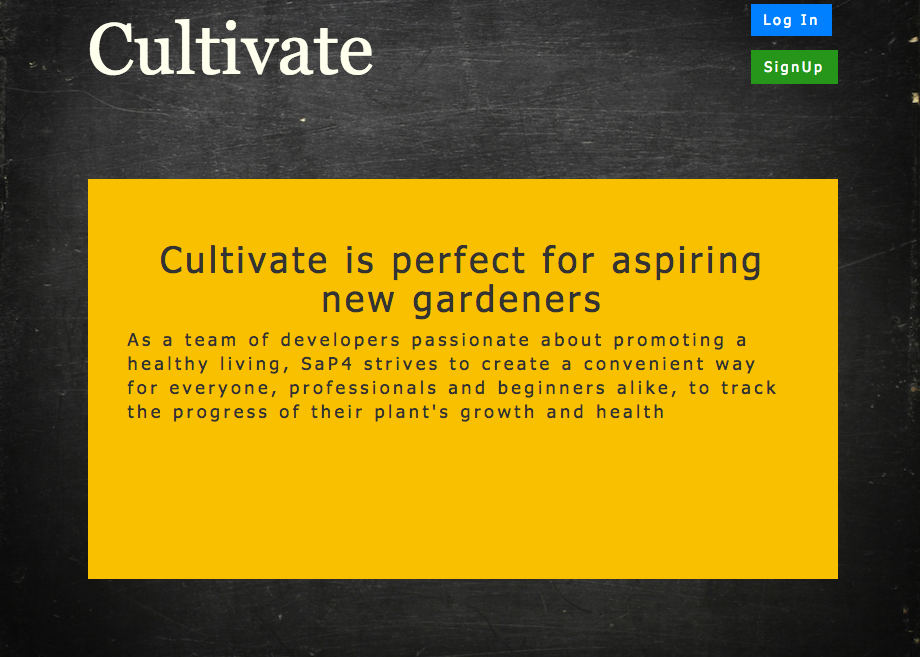 Cultivate
Log In
SignUp
Cultivate is perfect for aspiring
new gardeners
As a team of developers passionate about promoting a
healthy living, SaP4 strives to create a convenient way
for everyone, professionals and beginners alike, to track
the progress of their plant's growth and health